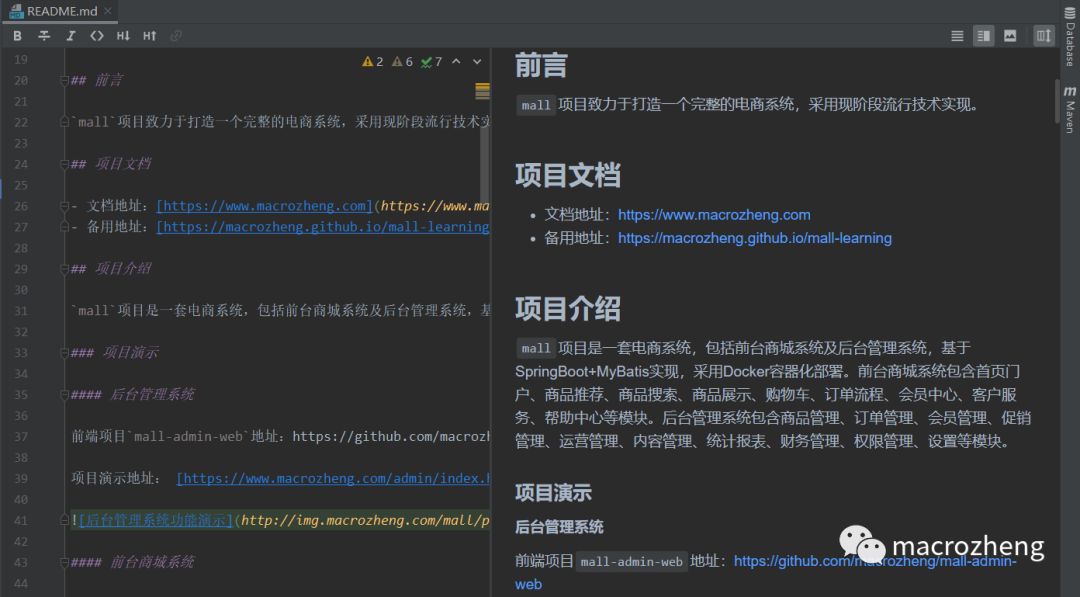 README.md
B I <> H↓ H↑
2 6 7
19
20 ## 前言
21
22 `mall`项目致力于打造一个完整的电商系统，采用现阶段流行技术实
23
24 ## 项目文档
25
26 - 文档地址：[https://www.macrozheng.com](https://www.ma
27 - 备用地址：[https://macrozheng.github.io/mall-learning
28
29 ## 项目介绍
30
31 `mall`项目是一套电商系统，包括前台商城系统及后台管理系统，基
32
33 ### 项目演示
34
35 #### 后台管理系统
36
37 前端项目`mall-admin-web`地址：https://github.com/macroz
38
39 项目演示地址： [https://www.macrozheng.com/admin/index.h
40
41 ![后台管理系统功能演示](http://img.macrozheng.com/mall/p
42
43 #### 前台商城系统
44
前言
mall 项目致力于打造一个完整的电商系统，采用现阶段流行技术实现。
项目文档
• 文档地址：https://www.macrozheng.com
• 备用地址：https://macrozheng.github.io/mall-learning
项目介绍
mall 项目是一套电商系统，包括前台商城系统及后台管理系统，基于
SpringBoot+MyBatis实现，采用Docker容器化部署。前台商城系统包含首页门
户、商品推荐、商品搜索、商品展示、购物车、订单流程、会员中心、客户服
务、帮助中心等模块。后台管理系统包含商品管理、订单管理、会员管理、促销
管理、运营管理、内容管理、统计报表、财务管理、权限管理、设置等模块。
项目演示
后台管理系统
前端项目 mall-admin-web 地址：https://github.com/macrozheng/mall-admin-
web
Database
m Maven
macrozheng